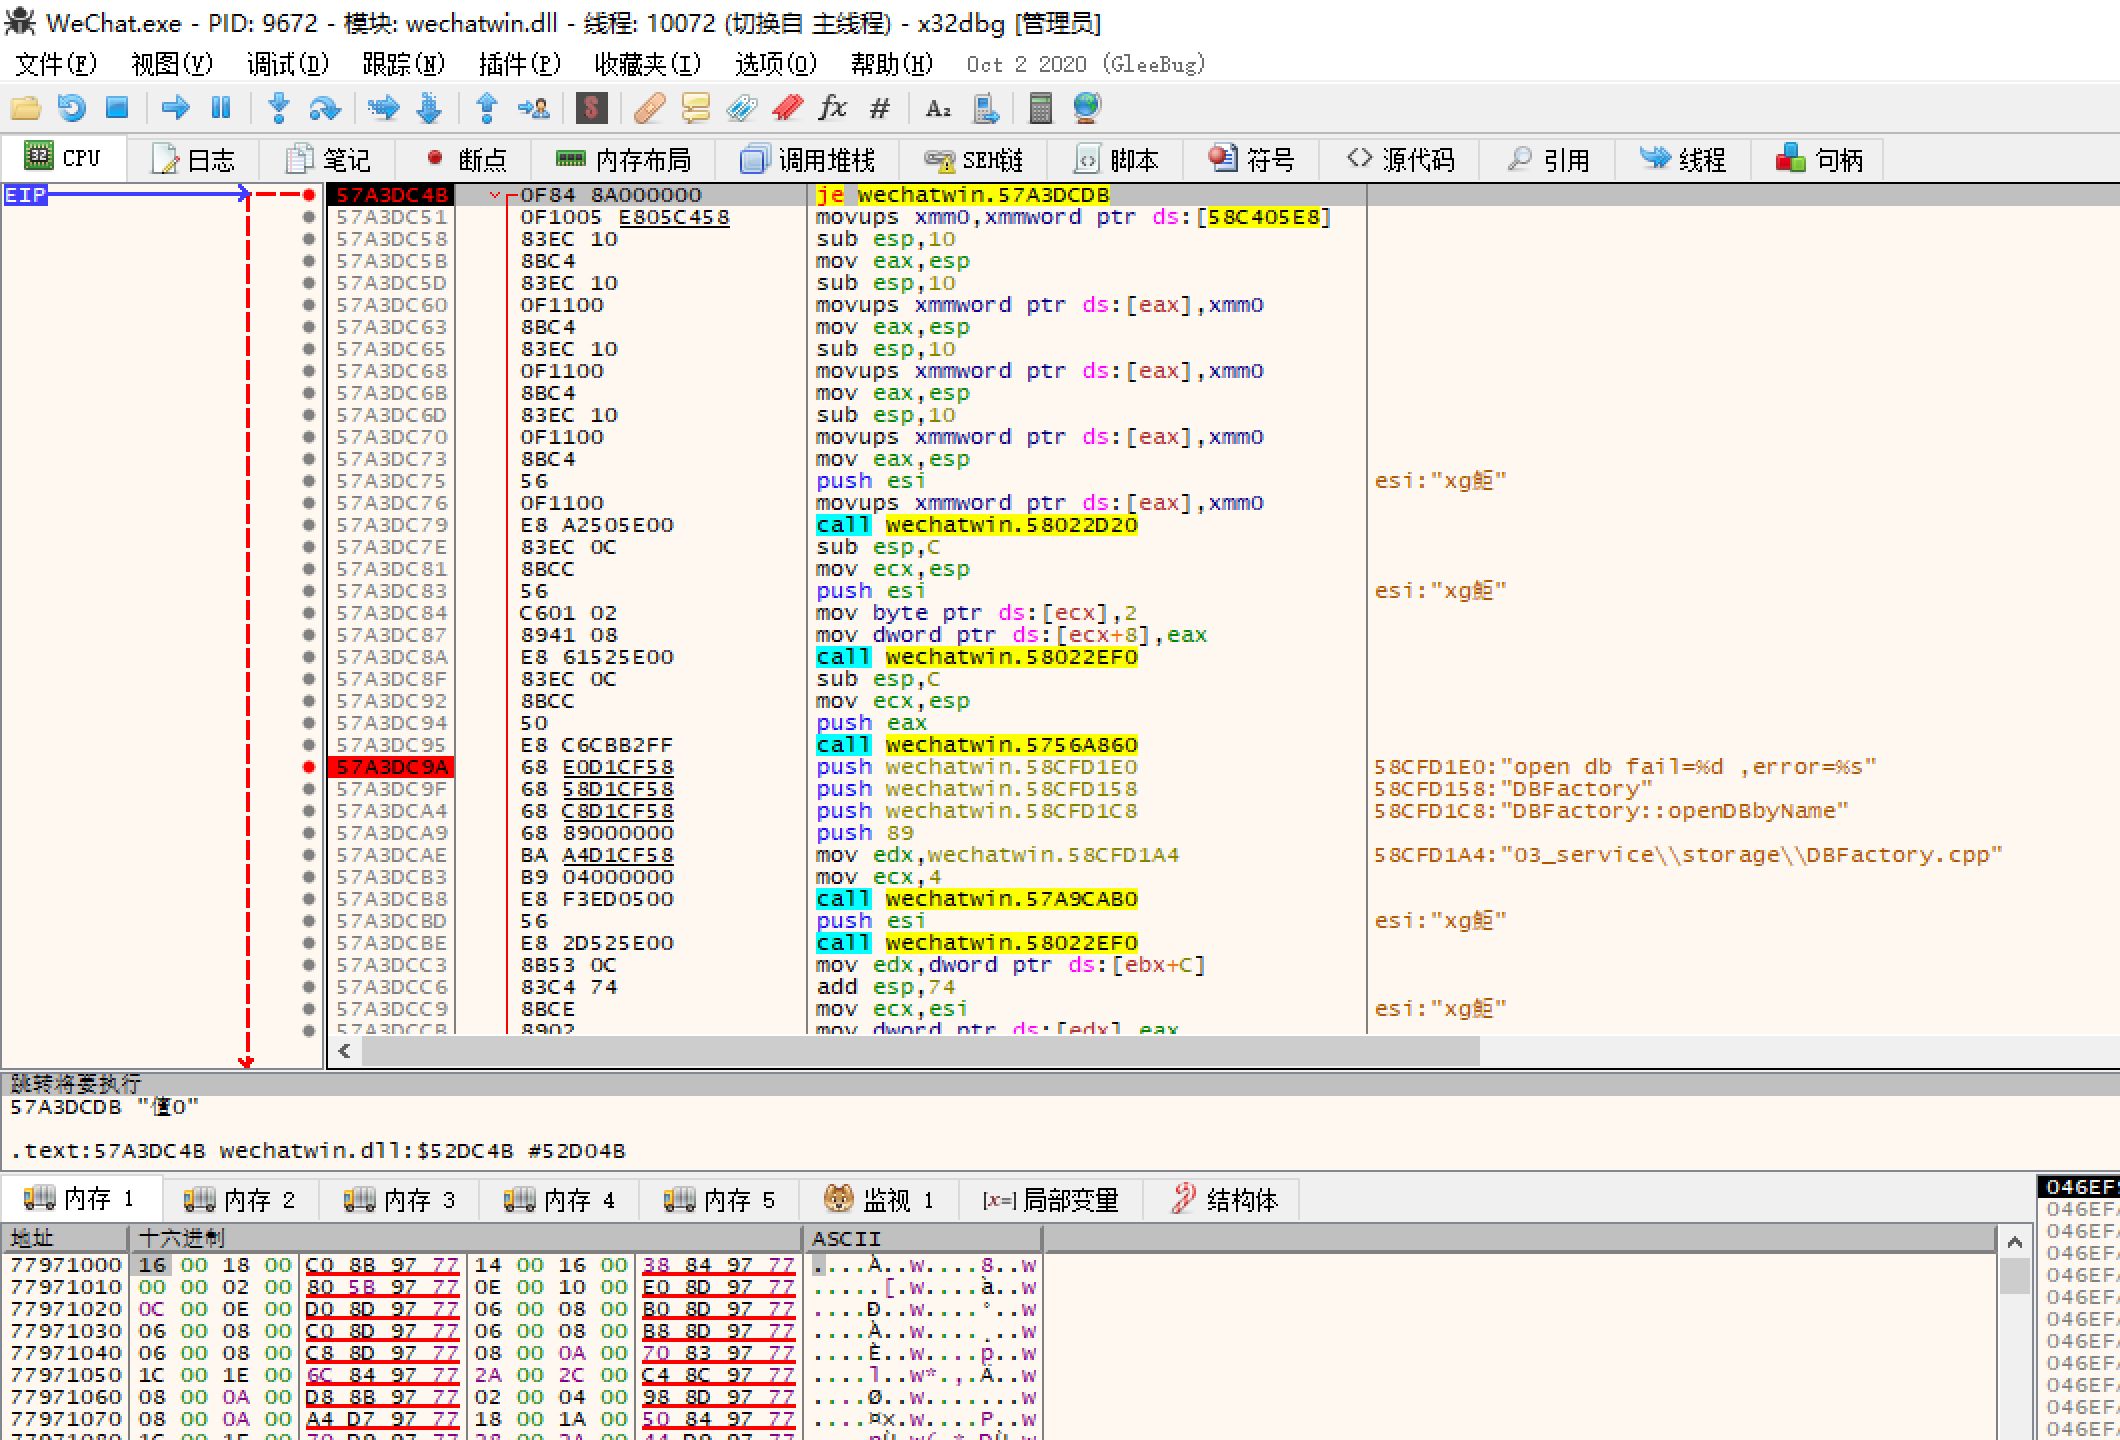 WeChat.exe - PID: 9672 - 模块: wechatwin.dll - 线程: 10072 (切换自 主线程) - x32dbg [管理员]
文件(F) 视图(V) 调试(D) 跟踪(N) 插件(P) 收藏夹(I) 选项(O) 帮助(H) Oct 2 2020 (GleeBug)
CPU 日志 笔记 断点 内存布局 调用堆栈 SEH链 脚本 符号 源代码 引用 线程 句柄
EIP 57A3DC4B 0F84 8A000000 je wechatwin.57A3DCDB
57A3DC51 0F1005 E805C458 movups xmm0,xmmword ptr ds:[58C405E8]
57A3DC58 83EC 10 sub esp,10
57A3DC5B 8BC4 mov eax,esp
57A3DC5D 83EC 10 sub esp,10
57A3DC60 0F1100 movups xmmword ptr ds:[eax],xmm0
57A3DC63 8BC4 mov eax,esp
57A3DC65 83EC 10 sub esp,10
57A3DC68 0F1100 movups xmmword ptr ds:[eax],xmm0
57A3DC6B 8BC4 mov eax,esp
57A3DC6D 83EC 10 sub esp,10
57A3DC70 0F1100 movups xmmword ptr ds:[eax],xmm0
57A3DC73 8BC4 mov eax,esp
57A3DC75 56 push esi esi:"xg鉅"
57A3DC76 0F1100 movups xmmword ptr ds:[eax],xmm0
57A3DC79 E8 A2505E00 call wechatwin.58022D20
57A3DC7E 83EC 0C sub esp,C
57A3DC81 8BCC mov ecx,esp
57A3DC83 56 push esi esi:"xg鉅"
57A3DC84 C601 02 mov byte ptr ds:[ecx],2
57A3DC87 8941 08 mov dword ptr ds:[ecx+8],eax
57A3DC8A E8 61525E00 call wechatwin.58022EF0
57A3DC8F 83EC 0C sub esp,C
57A3DC92 8BCC mov ecx,esp
57A3DC94 50 push eax
57A3DC95 E8 C6CBB2FF call wechatwin.5756A860
57A3DC9A 68 E0D1CF58 push wechatwin.58CFD1E0 58CFD1E0:"open db fail=%d ,error=%s"
57A3DC9F 68 58D1CF58 push wechatwin.58CFD158 58CFD158:"DBFactory"
57A3DCA4 68 C8D1CF58 push wechatwin.58CFD1C8 58CFD1C8:"DBFactory::openDBbyName"
57A3DCA9 68 89000000 push 89
57A3DCAE BA A4D1CF58 mov edx,wechatwin.58CFD1A4 58CFD1A4:"03_service\\storage\\DBFactory.cpp"
57A3DCB3 B9 04000000 mov ecx,4
57A3DCB8 E8 F3ED0500 call wechatwin.57A9CAB0
57A3DCBD 56 push esi esi:"xg鉅"
57A3DCBE E8 2D525E00 call wechatwin.58022EF0
57A3DCC3 8B53 0C mov edx,dword ptr ds:[ebx+C]
57A3DCC6 83C4 74 add esp,74
57A3DCC9 8BCE mov ecx,esi esi:"xg鉅"
57A3DCCB 8902 mov dword ptr ds:[edx],eax
跳转将要执行
57A3DCDB "僅0"
.text:57A3DC4B wechatwin.dll:$52DC4B #52D04B
内存 1 内存 2 内存 3 内存 4 内存 5 监视 1 [x=]局部变量 结构体
地址 十六进制 ASCII
77971000 16 00 18 00 C0 8B 97 77 14 00 16 00 38 84 97 77 ....À..w....8..w
77971010 00 00 02 00 80 5B 97 77 0E 00 10 00 E0 8D 97 77 .....[.w....à..w
77971020 0C 00 0E 00 D0 8D 97 77 06 00 08 00 B0 8D 97 77 ....Ð..w....°..w
77971030 06 00 08 00 C0 8D 97 77 06 00 08 00 B8 8D 97 77 ....À..w....¸..w
77971040 06 00 08 00 C8 8D 97 77 08 00 0A 00 70 83 97 77 ....È..w....p..w
77971050 1C 00 1E 00 6C 84 97 77 2A 00 2C 00 C4 8C 97 77 ....l..w*.,.Ä..w
77971060 08 00 0A 00 D8 8B 97 77 02 00 04 00 98 8D 97 77 ....Ø..w.......w
77971070 08 00 0A 00 A4 D7 97 77 18 00 1A 00 50 84 97 77 ....¤×.w....P..w